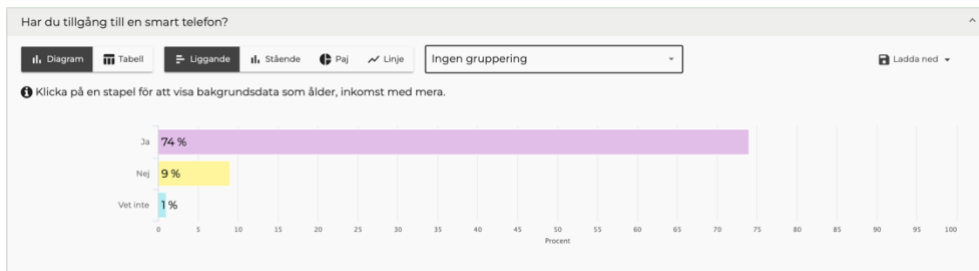 Har du tillgång till en smart telefon?
Diagram Tabell Liggande Stående Paj Linje Ingen gruppering Ladda ned
Klicka på en stapel för att visa bakgrundsdata som ålder, inkomst med mera.
Ja 74 %
Nej 9 %
Vet inte 1 %
0 5 10 15 20 25 30 35 40 45 50 55 60 65 70 75 80 85 90 95 100
Procent